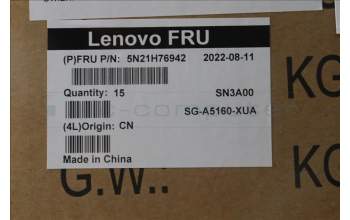 Lenovo FRU
(P)FRU P/N: 5N21H76942 2022-08-11
Quantity: 15 SN3A00
SG-A5160-XUA
(4L)Origin: CN
Made in China
KG
G.W.: KG